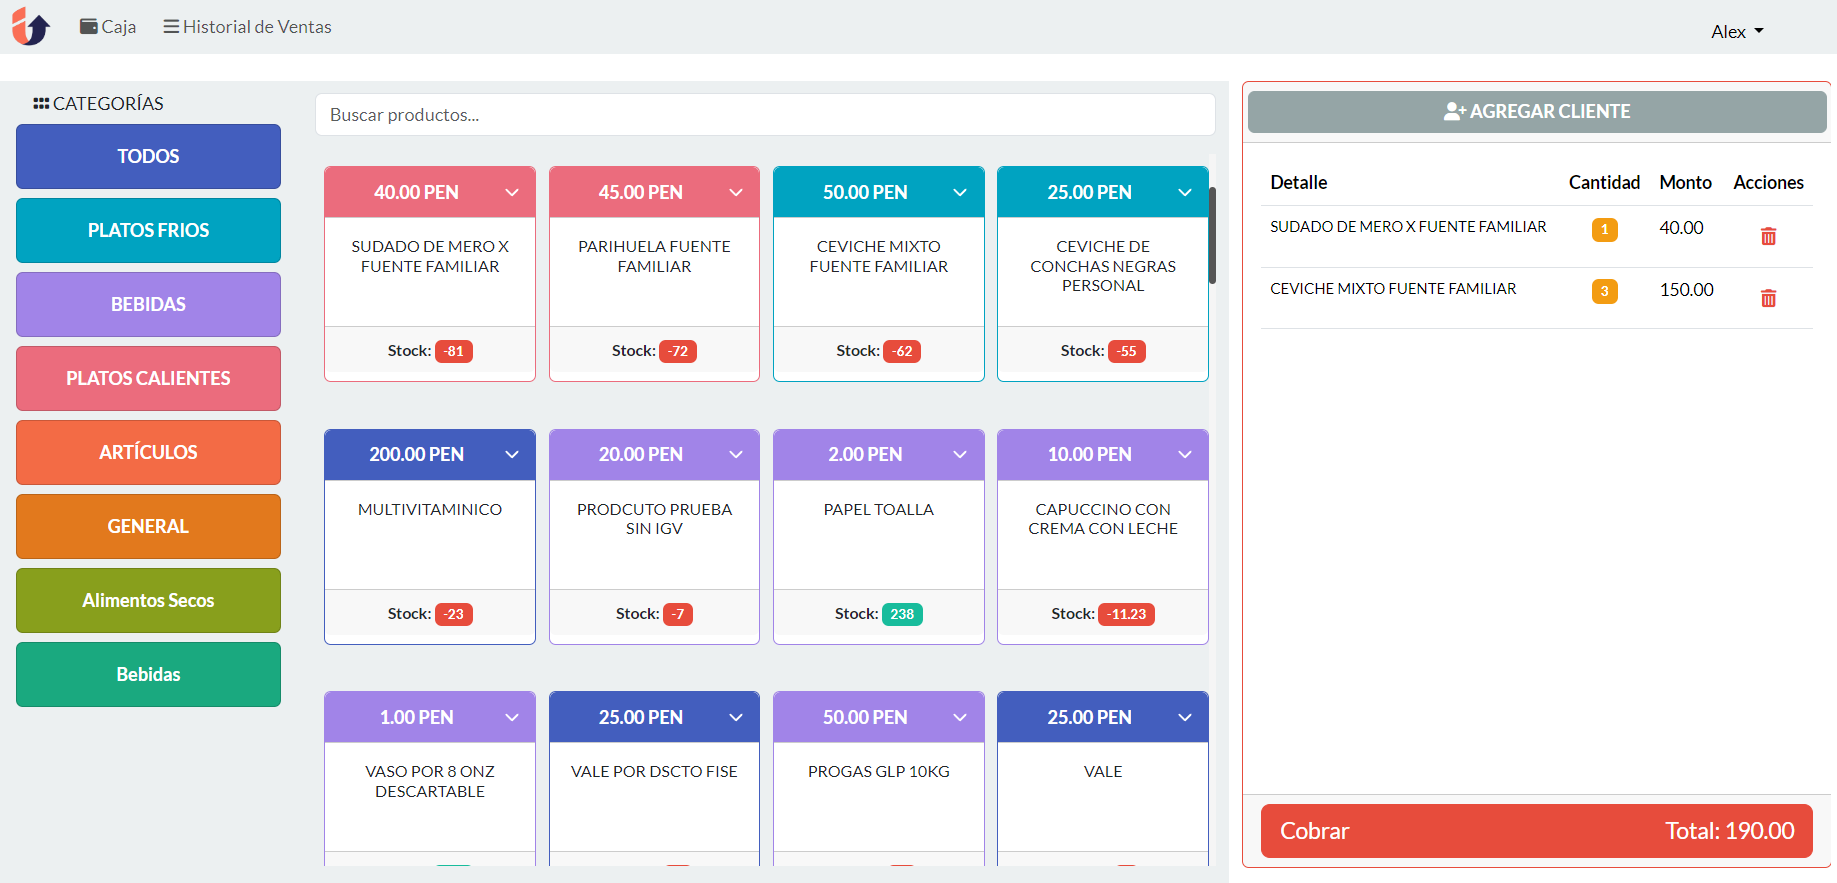 Caja
Historial de Ventas
Alex
CATEGORÍAS
TODOS
PLATOS FRIOS
BEBIDAS
PLATOS CALIENTES
ARTÍCULOS
GENERAL
Alimentos Secos
Bebidas
Buscar productos...
40.00 PEN
SUDADO DE MERO X
FUENTE FAMILIAR
Stock: -81
45.00 PEN
PARIHUELA FUENTE
FAMILIAR
Stock: -72
50.00 PEN
CEVICHE MIXTO
FUENTE FAMILIAR
Stock: -62
25.00 PEN
CEVICHE DE
CONCHAS NEGRAS
PERSONAL
Stock: -55
200.00 PEN
MULTIVITAMINICO
Stock: -23
20.00 PEN
PRODCUTO PRUEBA
SIN IGV
Stock: -7
2.00 PEN
PAPEL TOALLA
Stock: 238
10.00 PEN
CAPUCCINO CON
CREMA CON LECHE
Stock: -11.23
1.00 PEN
VASO POR 8 ONZ
DESCARTABLE
25.00 PEN
VALE POR DSCTO FISE
50.00 PEN
PROGAS GLP 10KG
25.00 PEN
VALE
AGREGAR CLIENTE
Detalle Cantidad Monto Acciones
SUDADO DE MERO X FUENTE FAMILIAR 1 40.00
CEVICHE MIXTO FUENTE FAMILIAR 3 150.00
Cobrar Total: 190.00